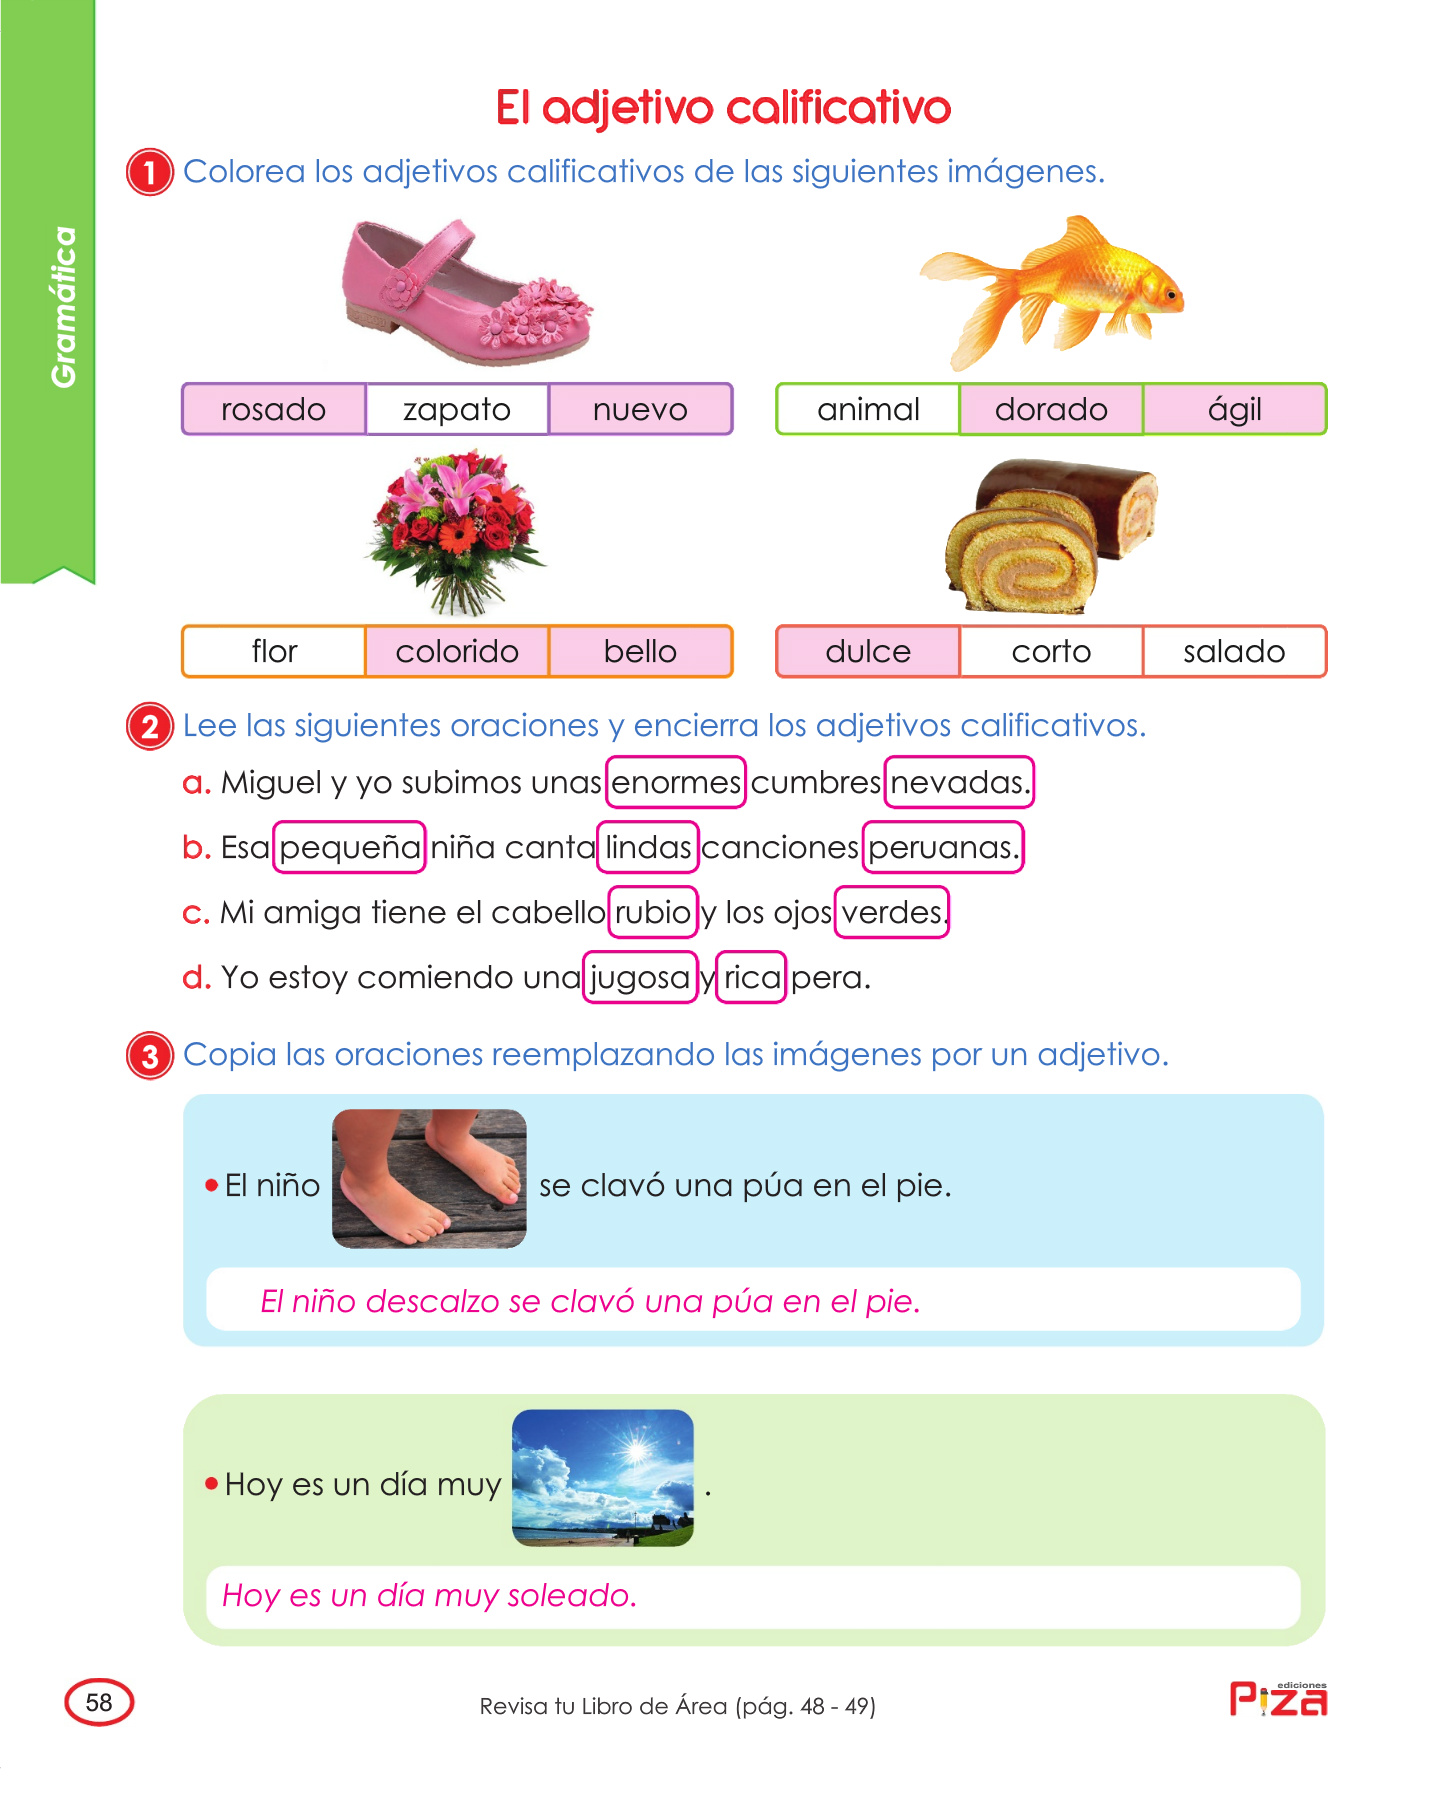 Gramática
El adjetivo calificativo
1 Colorea los adjetivos calificativos de las siguientes imágenes.
rosado zapato nuevo
animal dorado ágil
flor colorido bello
dulce corto salado
2 Lee las siguientes oraciones y encierra los adjetivos calificativos.
a. Miguel y yo subimos unas enormes cumbres nevadas.
b. Esa pequeña niña canta lindas canciones peruanas.
c. Mi amiga tiene el cabello rubio y los ojos verdes.
d. Yo estoy comiendo una jugosa y rica pera.
3 Copia las oraciones reemplazando las imágenes por un adjetivo.
• El niño se clavó una púa en el pie.
El niño descalzo se clavó una púa en el pie.
• Hoy es un día muy .
Hoy es un día muy soleado.
58
Revisa tu Libro de Área (pág. 48 - 49)
ediciones
Piza